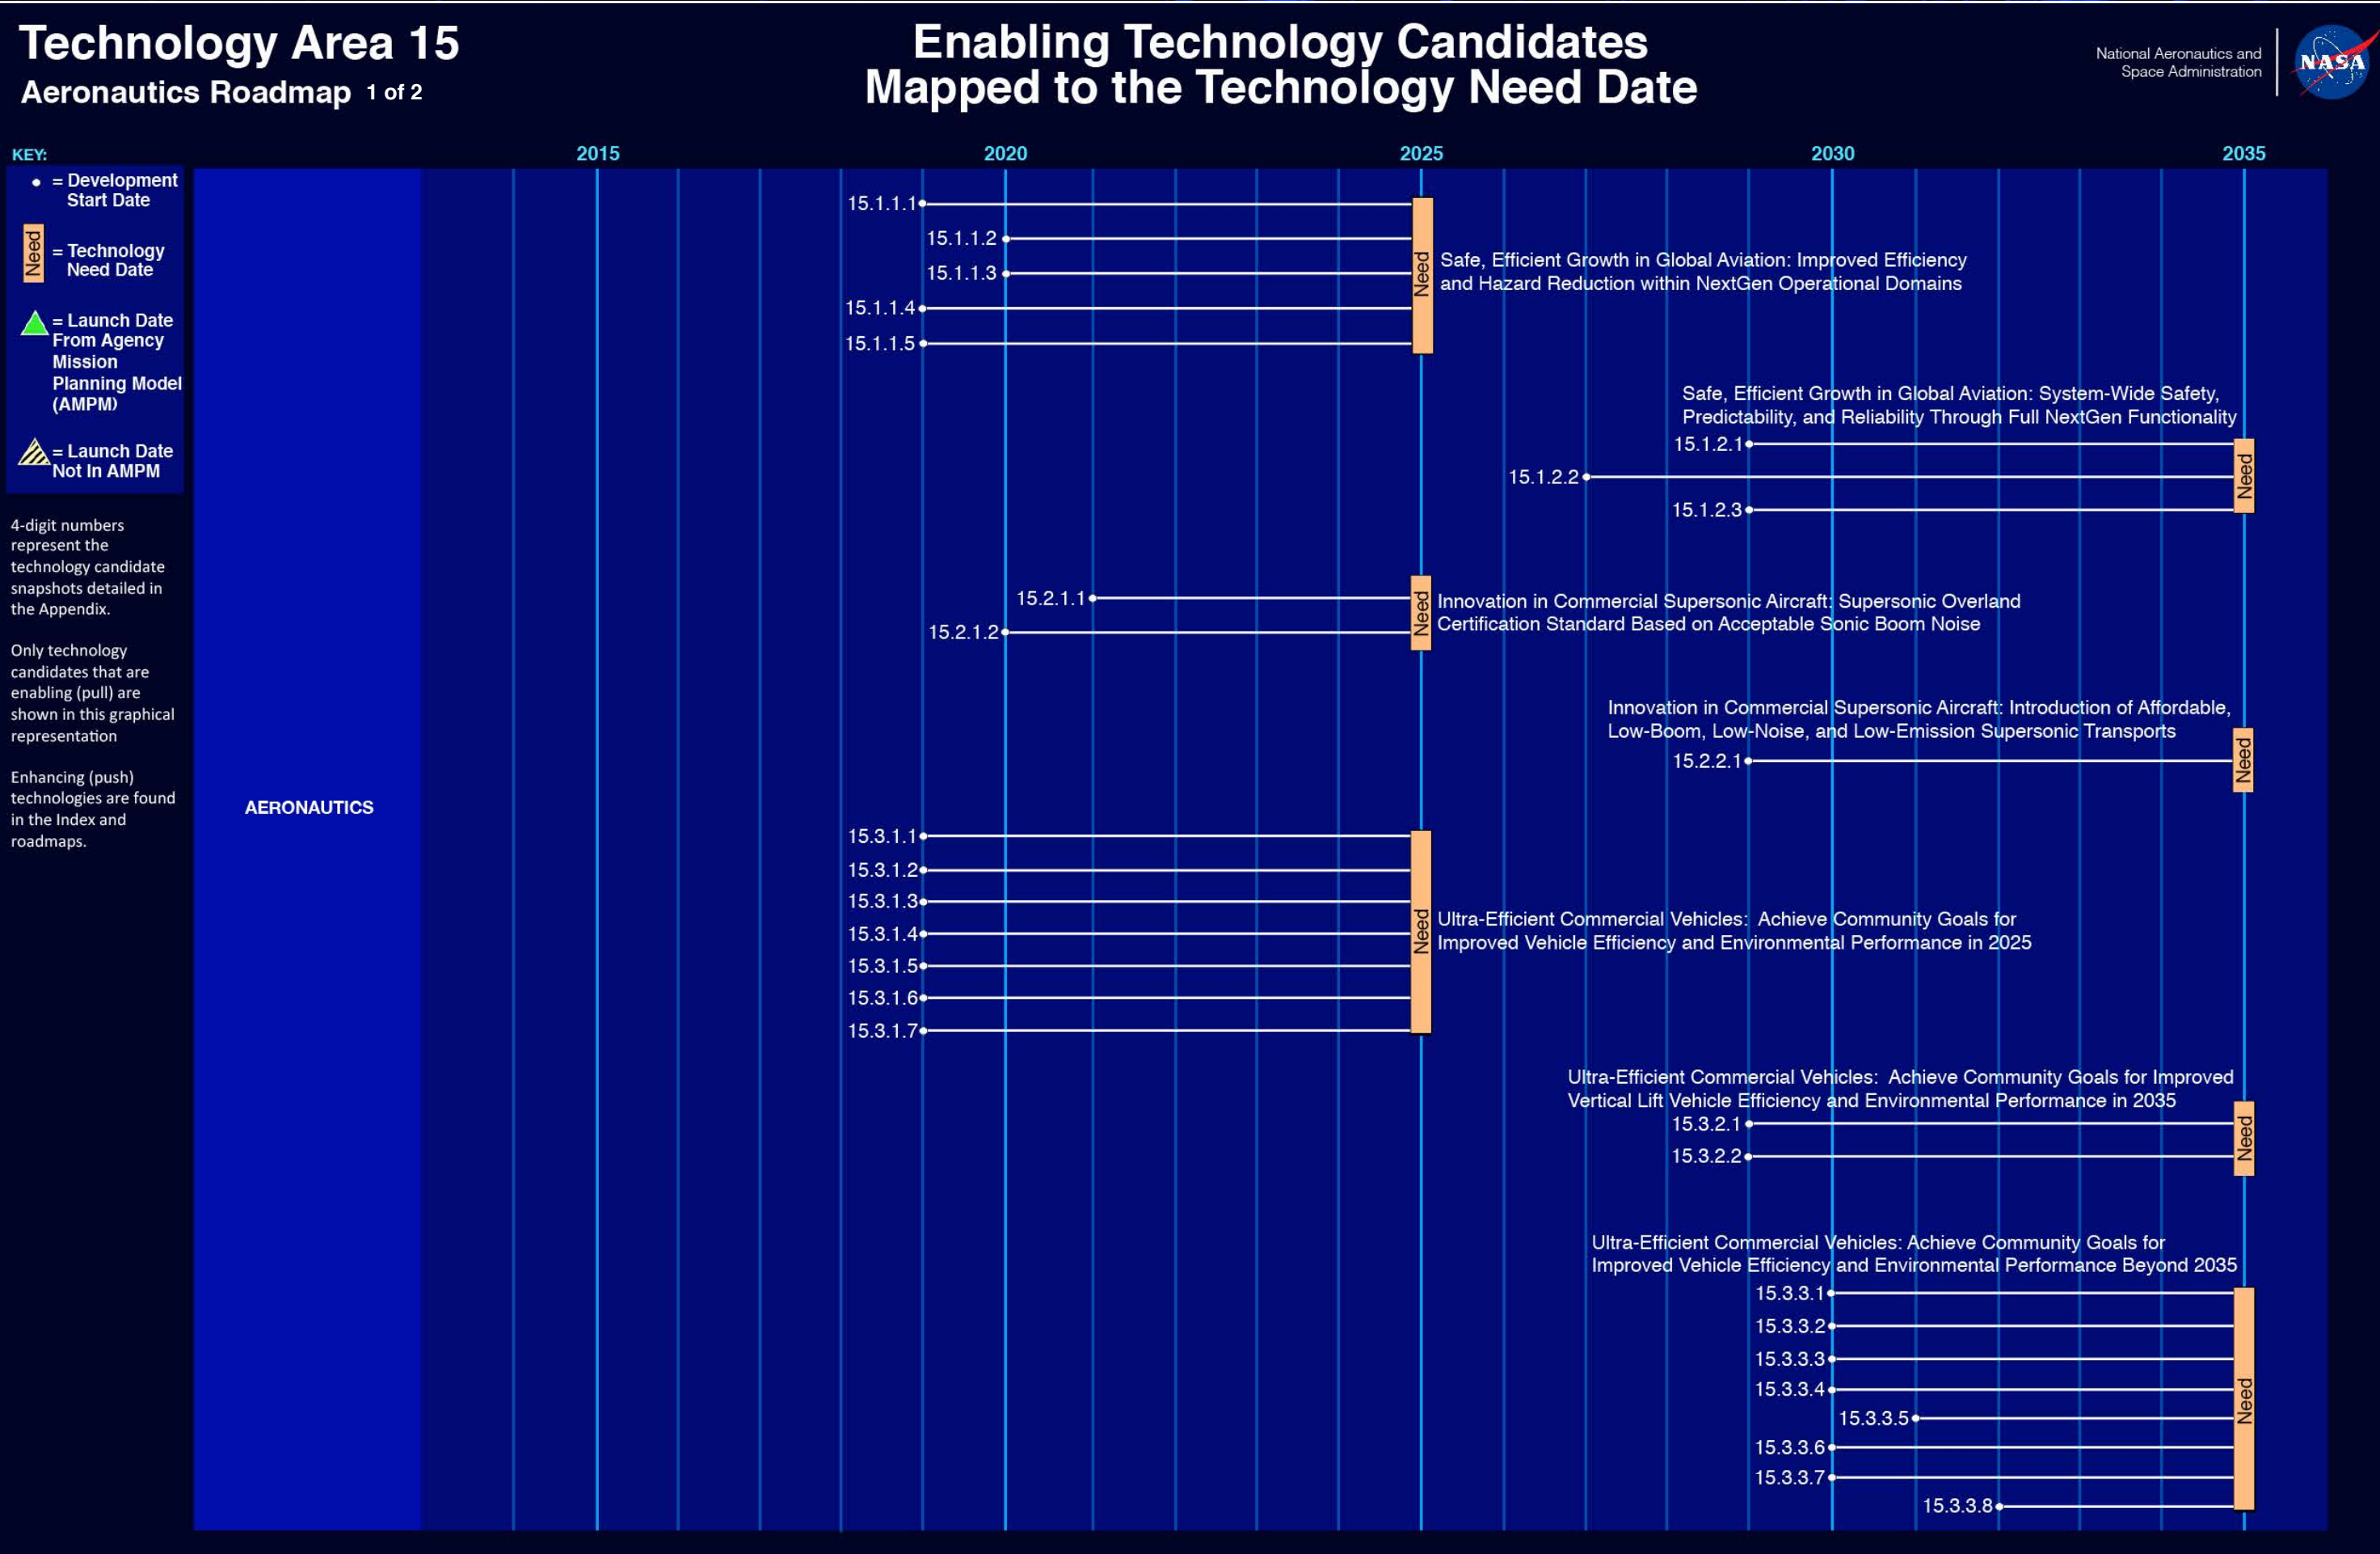 Technology Area 15
Aeronautics Roadmap 1 of 2
Enabling Technology Candidates
Mapped to the Technology Need Date
National Aeronautics and
Space Administration
NASA
KEY:
= Development
Start Date
Need
= Technology
Need Date
= Launch Date
From Agency
Mission
Planning Model
(AMPM)
= Launch Date
Not In AMPM
4-digit numbers
represent the
technology candidate
snapshots detailed in
the Appendix.
Only technology
candidates that are
enabling (pull) are
shown in this graphical
representation
Enhancing (push)
technologies are found
in the Index and
roadmaps.
2015
2020
2025
2030
2035
AERONAUTICS
15.1.1.1
15.1.1.2
15.1.1.3
15.1.1.4
15.1.1.5
Need
Safe, Efficient Growth in Global Aviation: Improved Efficiency
and Hazard Reduction within NextGen Operational Domains
Safe, Efficient Growth in Global Aviation: System-Wide Safety,
Predictability, and Reliability Through Full NextGen Functionality
15.1.2.1
15.1.2.2
15.1.2.3
Need
15.2.1.1
15.2.1.2
Need
Innovation in Commercial Supersonic Aircraft: Supersonic Overland
Certification Standard Based on Acceptable Sonic Boom Noise
Innovation in Commercial Supersonic Aircraft: Introduction of Affordable,
Low-Boom, Low-Noise, and Low-Emission Supersonic Transports
15.2.2.1
Need
15.3.1.1
15.3.1.2
15.3.1.3
15.3.1.4
15.3.1.5
15.3.1.6
15.3.1.7
Need
Ultra-Efficient Commercial Vehicles: Achieve Community Goals for
Improved Vehicle Efficiency and Environmental Performance in 2025
Ultra-Efficient Commercial Vehicles: Achieve Community Goals for Improved
Vertical Lift Vehicle Efficiency and Environmental Performance in 2035
15.3.2.1
15.3.2.2
Need
Ultra-Efficient Commercial Vehicles: Achieve Community Goals for
Improved Vehicle Efficiency and Environmental Performance Beyond 2035
15.3.3.1
15.3.3.2
15.3.3.3
15.3.3.4
15.3.3.5
15.3.3.6
15.3.3.7
15.3.3.8
Need